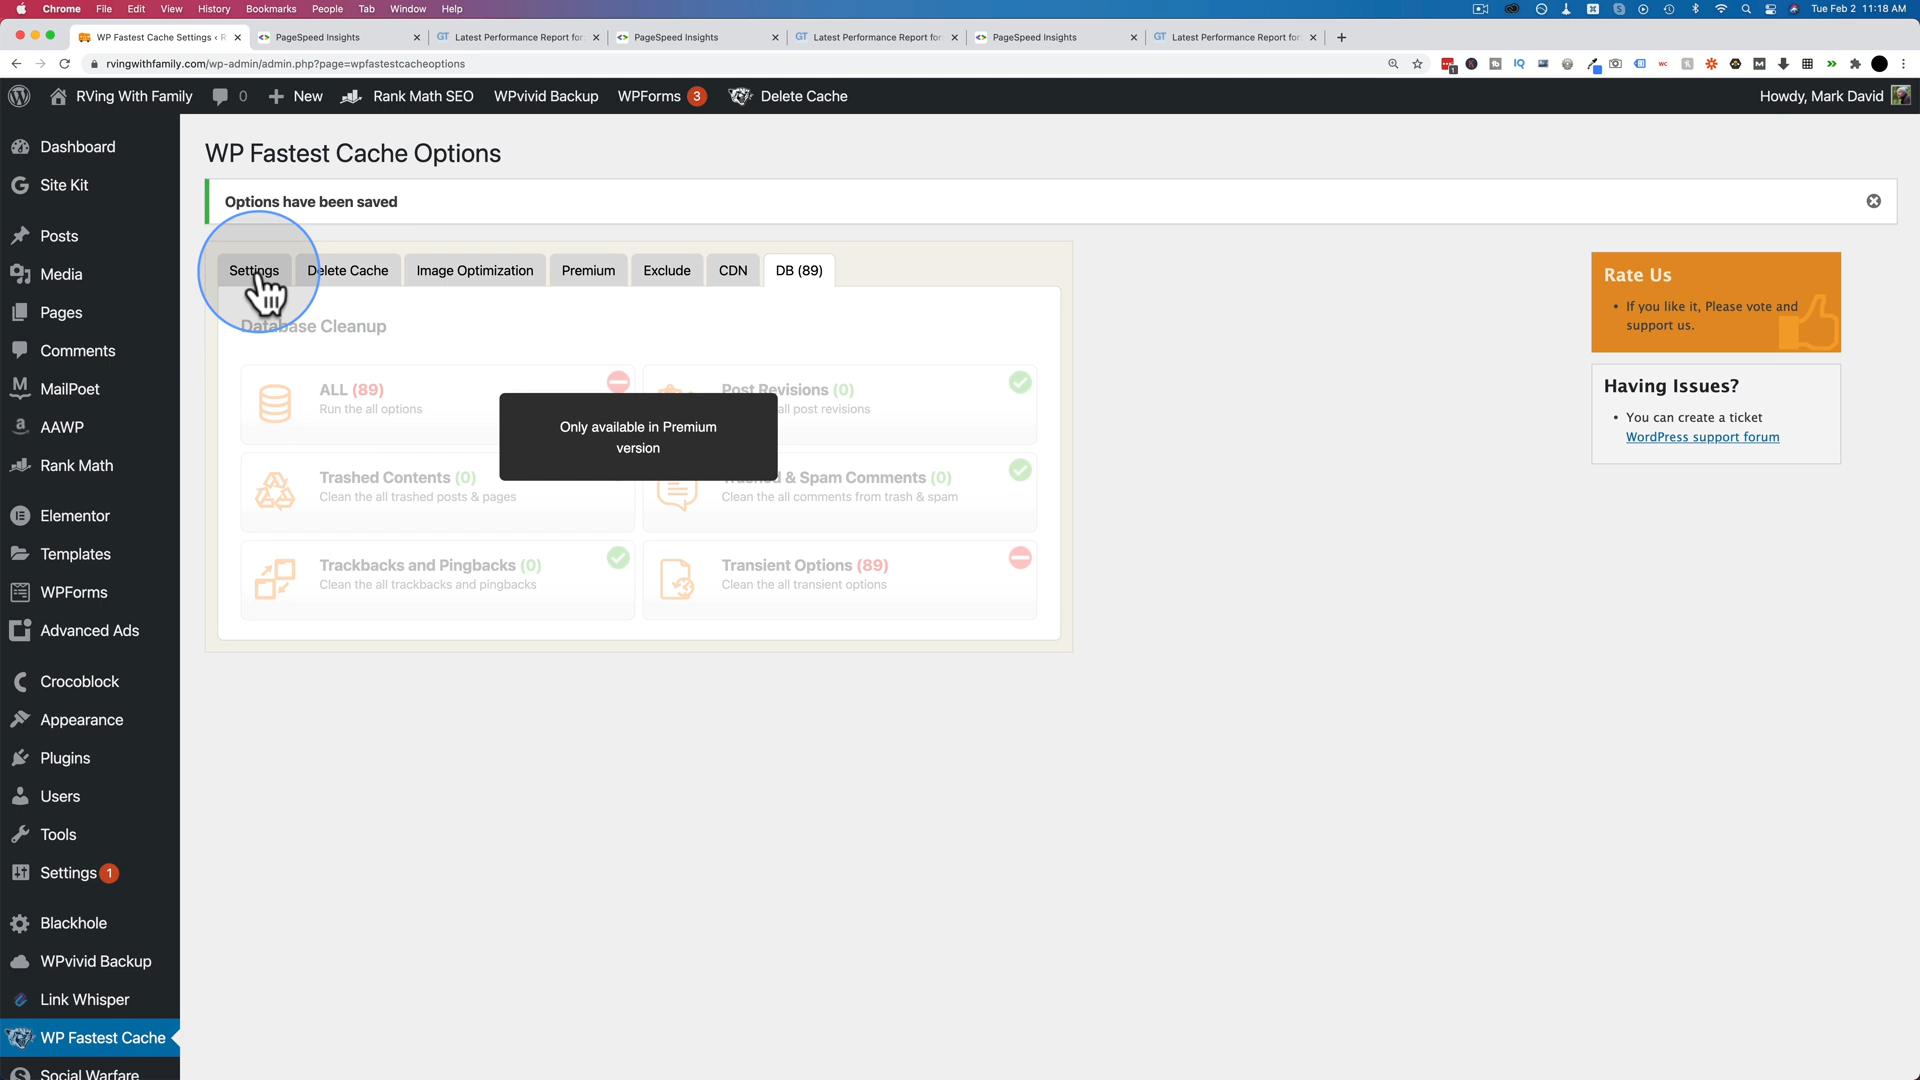 Chrome File Edit View History Bookmarks People Tab Window Help
Tue Feb 2 11:18 AM
WP Fastest Cache Settings ‹ R
PageSpeed Insights
GT Latest Performance Report for:
PageSpeed Insights
GT Latest Performance Report for:
PageSpeed Insights
GT Latest Performance Report for:
rvingwithfamily.com/wp-admin/admin.php?page=wpfastestcacheoptions
RVing With Family 0 New Rank Math SEO WPvivid Backup WPForms 3 Delete Cache
Howdy, Mark David
Dashboard
Site Kit
Posts
Media
Pages
Comments
MailPoet
AAWP
Rank Math
Elementor
Templates
WPForms
Advanced Ads
Crocoblock
Appearance
Plugins
Users
Tools
Settings 1
Blackhole
WPvivid Backup
Link Whisper
WP Fastest Cache
Social Warfare
WP Fastest Cache Options
Options have been saved
Settings Delete Cache Image Optimization Premium Exclude CDN DB (89)
Database Cleanup
ALL (89)
Run the all options
Post Revisions (0)
all post revisions
Only available in Premium
version
Trashed Contents (0)
Clean the all trashed posts & pages
& Spam Comments (0)
Clean the all comments from trash & spam
Trackbacks and Pingbacks (0)
Clean the all trackbacks and pingbacks
Transient Options (89)
Clean the all transient options
Rate Us
• If you like it, Please vote and
support us.
Having Issues?
• You can create a ticket
WordPress support forum